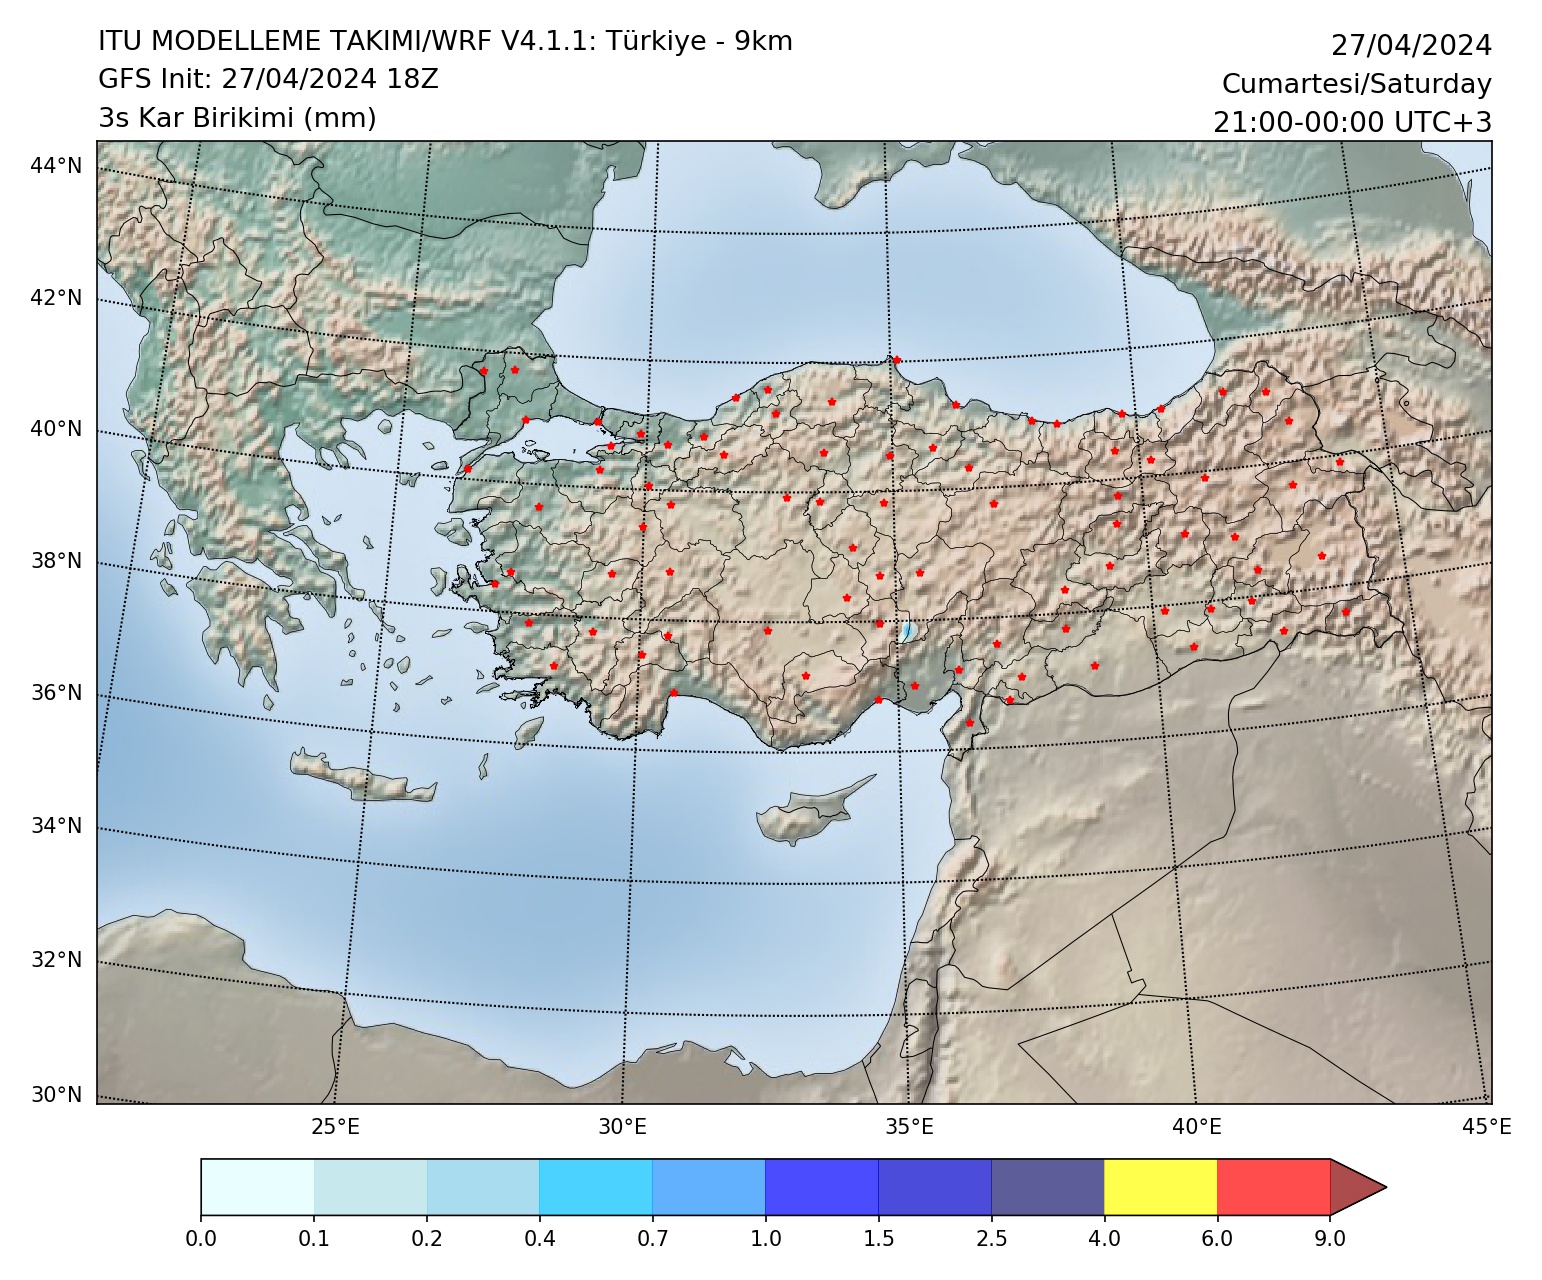 ITU MODELLEME TAKIMI/WRF V4.1.1: Türkiye - 9km
GFS Init: 27/04/2024 18Z
3s Kar Birikimi (mm)
27/04/2024
Cumartesi/Saturday
21:00-00:00 UTC+3
44°N
42°N
40°N
38°N
36°N
34°N
32°N
30°N
25°E 30°E 35°E 40°E 45°E
0.0 0.1 0.2 0.4 0.7 1.0 1.5 2.5 4.0 6.0 9.0